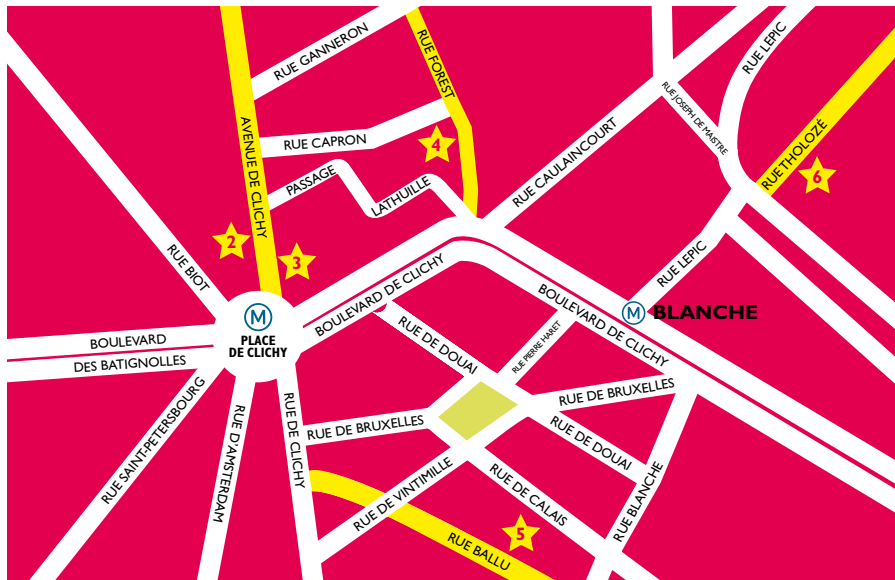 RUE GANNERON
RUE FOREST
RUE LEPIC
RUE JOSEPH DE MAISTRE
AVENUE DE CLICHY
RUE CAPRON
4
RUE CAULAINCOURT
RUE THOLOZÉ
6
PASSAGE
LATHUILLE
2
3
RUE BIOT
RUE LEPIC
M
PLACE
DE CLICHY
BOULEVARD DE CLICHY
BOULEVARD DE CLICHY
M
BLANCHE
BOULEVARD
DES BATIGNOLLES
RUE DE DOUAI
RUE PIERRE HARET
RUE SAINT-PETERSBOURG
RUE D'AMSTERDAM
RUE DE CLICHY
RUE DE BRUXELLES
RUE DE BRUXELLES
RUE DE DOUAI
RUE DE VINTIMILLE
RUE DE CALAIS
RUE BLANCHE
5
RUE BALLU